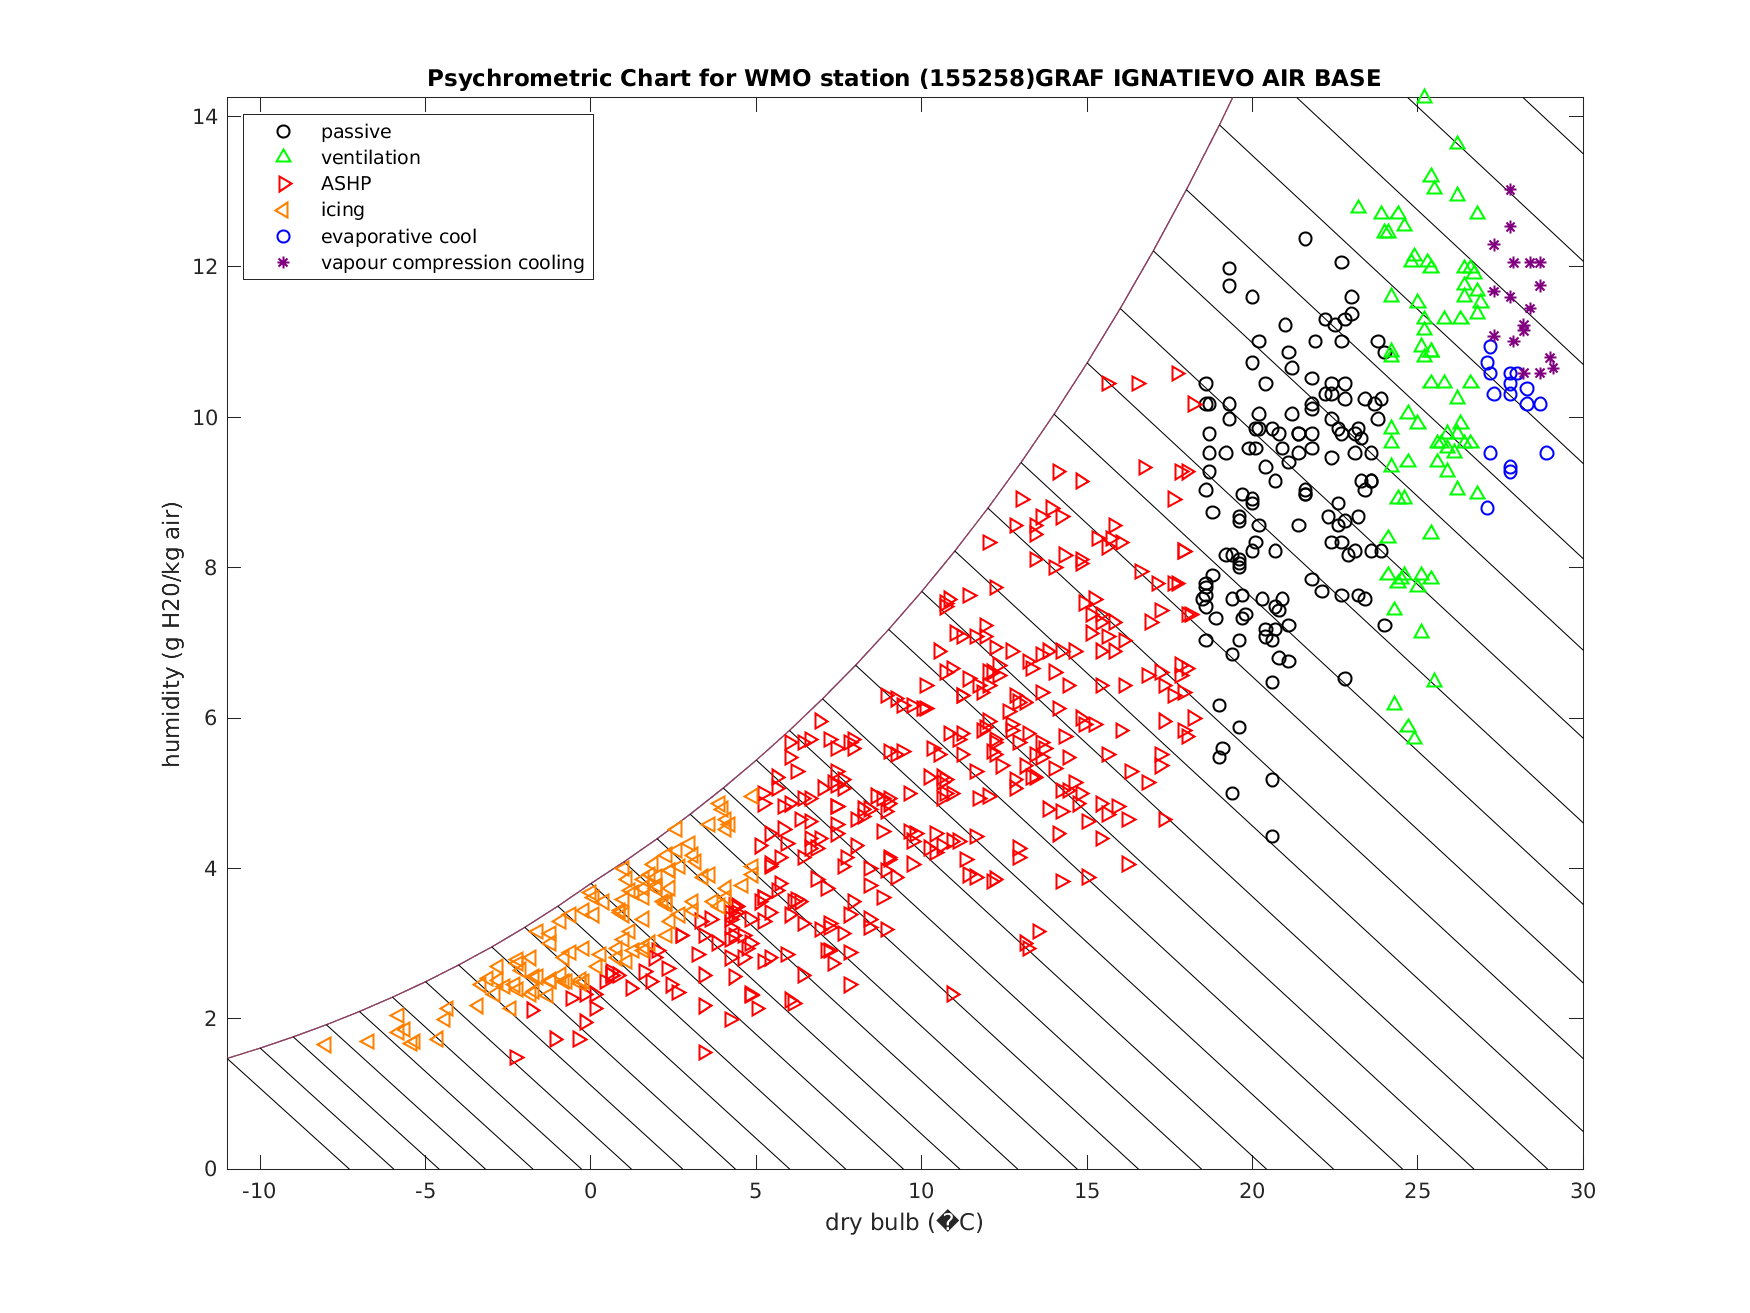 Psychrometric Chart for WMO station (155258)GRAF IGNATIEVO AIR BASE
passive
ventilation
ASHP
icing
evaporative cool
vapour compression cooling
humidity (g H20/kg air)
14
12
10
8
6
4
2
0
-10 -5 0 5 10 15 20 25 30
dry bulb (�C)